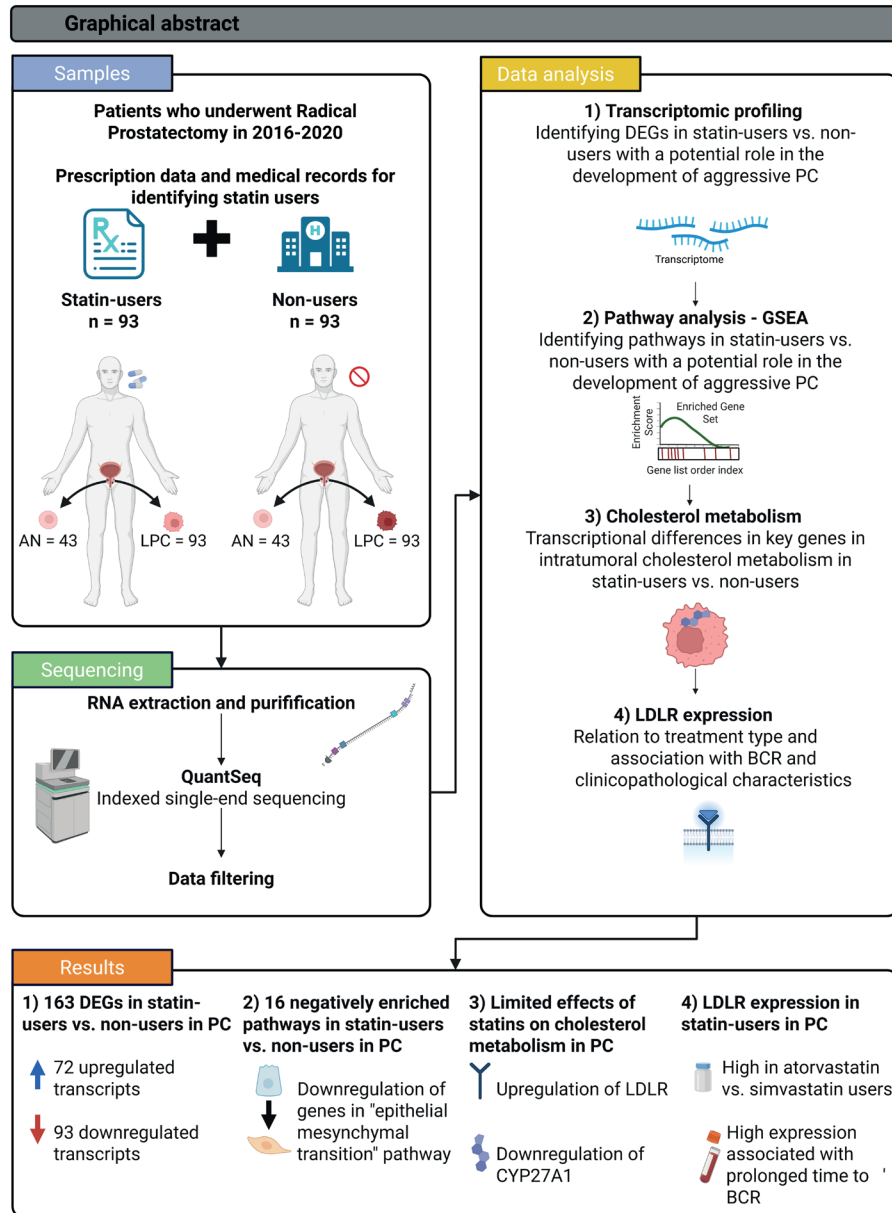 Graphical abstract
Samples
Patients who underwent Radical
Prostatectomy in 2016-2020
Prescription data and medical records for
identifying statin users
Rx
H
Statin-users
n = 93
Non-users
n = 93
AN = 43
LPC = 93
AN = 43
LPC = 93
Sequencing
RNA extraction and purifification
QuantSeq
Indexed single-end sequencing
Data filtering
Data analysis
1) Transcriptomic profiling
Identifying DEGs in statin-users vs. non-
users with a potential role in the
development of aggressive PC
Transcriptome
2) Pathway analysis - GSEA
Identifying pathways in statin-users vs.
non-users with a potential role in the
development of aggressive PC
Enrichment
Score
Enriched Gene
Set
Gene list order index
3) Cholesterol metabolism
Transcriptional differences in key genes in
intratumoral cholesterol metabolism in
statin-users vs. non-users
4) LDLR expression
Relation to treatment type and
association with BCR and
clinicopathological characteristics
Results
1) 163 DEGs in statin-
users vs. non-users in PC
72 upregulated
transcripts
93 downregulated
transcripts
2) 16 negatively enriched
pathways in statin-users
vs. non-users in PC
Downregulation of
genes in "epithelial
mesynchymal
transition" pathway
3) Limited effects of
statins on cholesterol
metabolism in PC
Upregulation of LDLR
Downregulation of
CYP27A1
4) LDLR expression in
statin-users in PC
High in atorvastatin
vs. simvastatin users
High expression
associated with
prolonged time to '
BCR